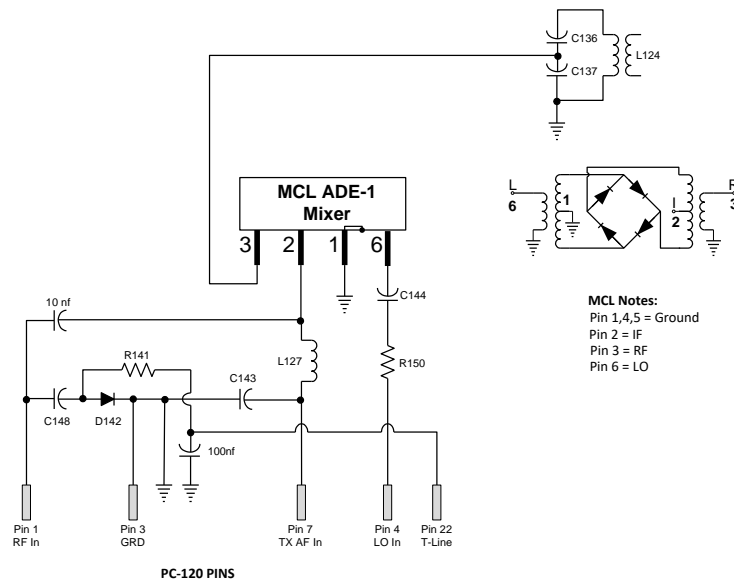 C136
C137
L124
MCL ADE-1
Mixer
3 2 1 6
L
6
1
I
2
R
3
C144
MCL Notes:
Pin 1,4,5 = Ground
Pin 2 = IF
Pin 3 = RF
Pin 6 = LO
10 nf
R141
L127
R150
C143
C148
D142
100nf
Pin 1
RF In
Pin 3
GRD
Pin 7
TX AF In
Pin 4
LO In
Pin 22
T-Line
PC-120 PINS